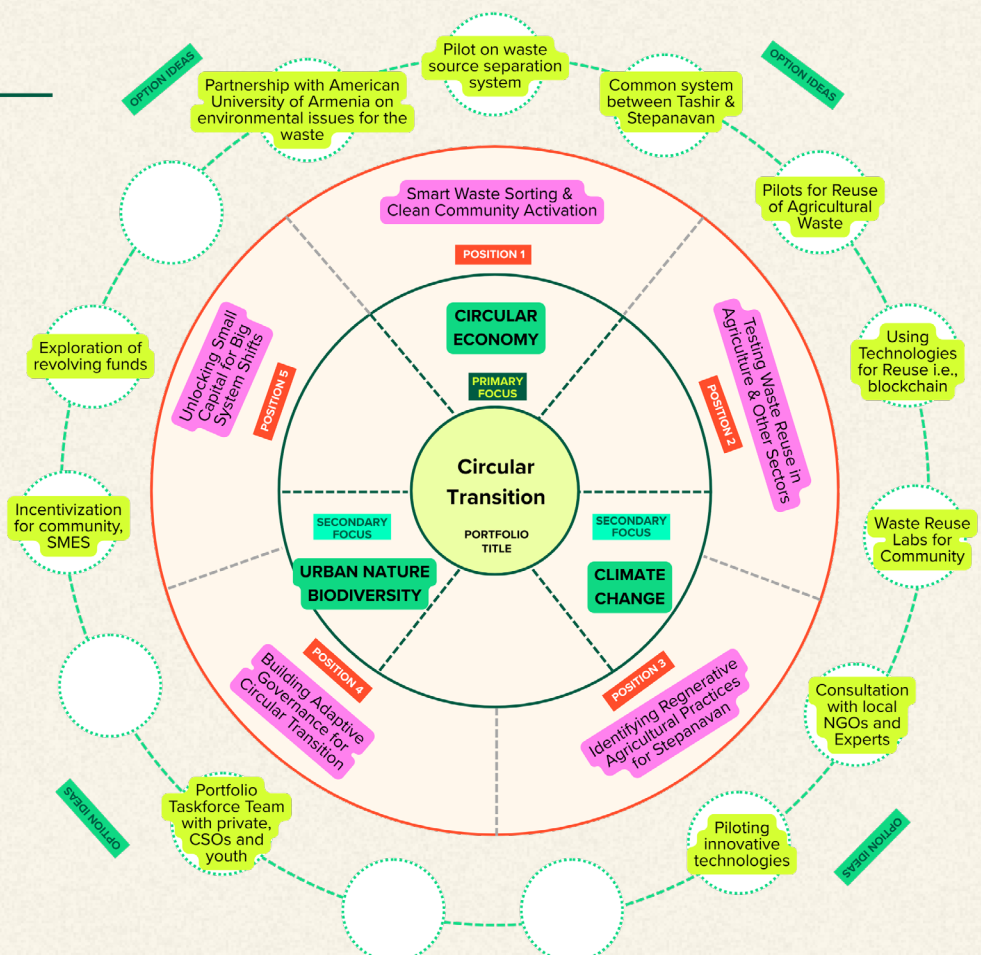 OPTION IDEAS
Pilot on waste
source separation
system
OPTION IDEAS
Partnership with American
University of Armenia on
environmental issues for the
waste
Common system
between Tashir &
Stepanavan
Pilots for Reuse
of Agricultural
Waste
Using
Technologies
for Reuse i.e.,
blockchain
Waste Reuse
Labs for
Community
Consultation
with local
NGOs and
Experts
Piloting
innovative
technologies
OPTION IDEAS
Portfolio
Taskforce Team
with private,
CSOs and
youth
OPTION IDEAS
Incentivization
for community,
SMES
Exploration of
revolving funds
Smart Waste Sorting &
Clean Community Activation
POSITION 1
Testing Waste Reuse in
Agriculture & Other Sectors
POSITION 2
Identifying Regnerative
Agricultural Practices
for Stepanavan
POSITION 3
Building Adaptive
Governance for
Circular Transition
POSITION 4
Unlocking Small
Capital for Big
System Shifts
POSITION 5
CIRCULAR
ECONOMY
PRIMARY
FOCUS
Circular
Transition
PORTFOLIO
TITLE
SECONDARY
FOCUS
URBAN NATURE
BIODIVERSITY
SECONDARY
FOCUS
CLIMATE
CHANGE